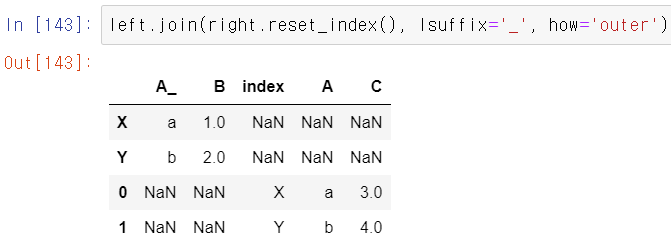 In [143]: left.join(right.reset_index(), lsuffix='_', how='outer')
Out[143]:
A_ B index A C
X a 1.0 NaN NaN NaN
Y b 2.0 NaN NaN NaN
0 NaN NaN X a 3.0
1 NaN NaN Y b 4.0